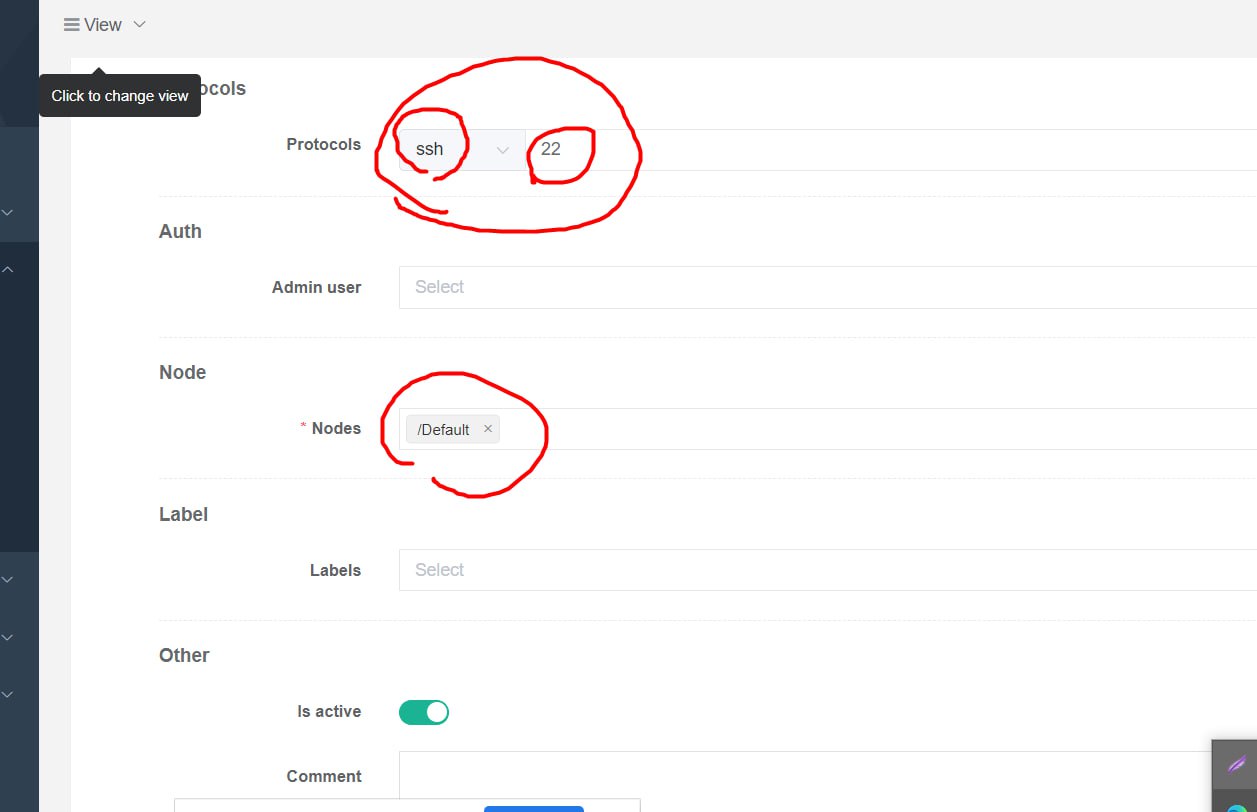 View
Click to change view
ocols
Protocols ssh 22
Auth
Admin user Select
Node
* Nodes /Default ×
Label
Labels Select
Other
Is active
Comment